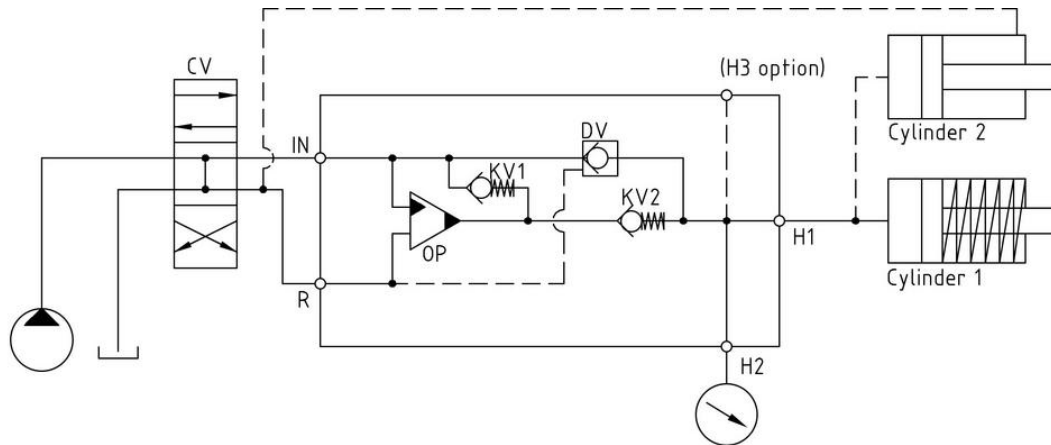 CV
(H3 option)
IN
DV
Cylinder 2
KV1
KV2
OP
H1
R
Cylinder 1
H2